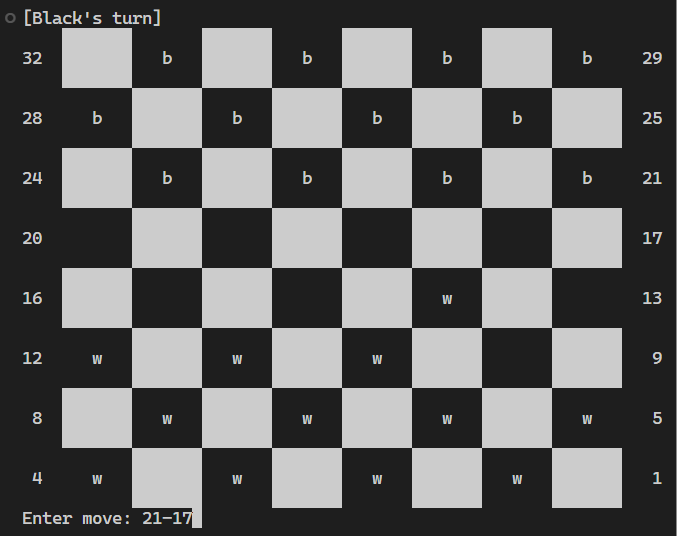 [Black's turn]
32 b b b b 29
28 b b b b 25
24 b b b b 21
20 17
16 w 13
12 w w w 9
8 w w w w 5
4 w w w w 1
Enter move: 21-17